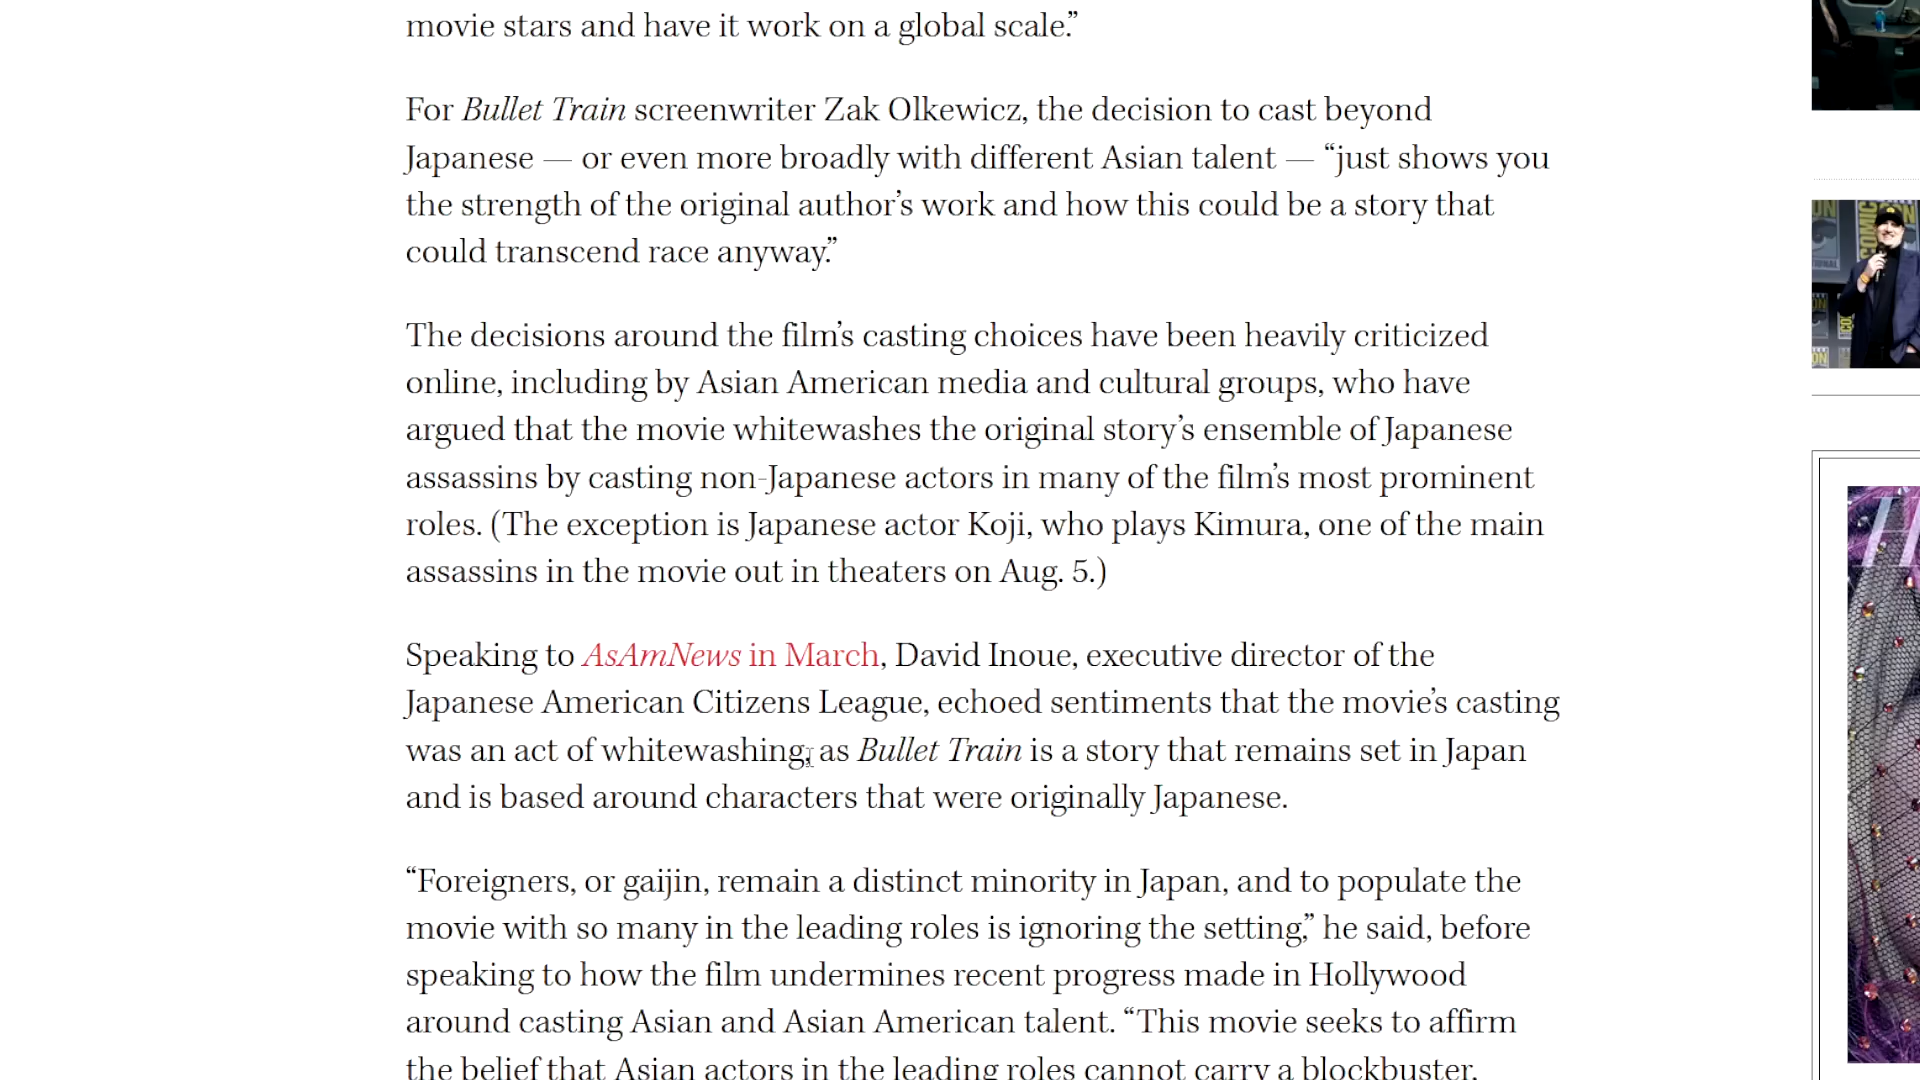 movie stars and have it work on a global scale.”
For Bullet Train screenwriter Zak Olkewicz, the decision to cast beyond
Japanese — or even more broadly with different Asian talent — “just shows you
the strength of the original author’s work and how this could be a story that
could transcend race anyway.”
The decisions around the film’s casting choices have been heavily criticized
online, including by Asian American media and cultural groups, who have
argued that the movie whitewashes the original story’s ensemble of Japanese
assassins by casting non-Japanese actors in many of the film’s most prominent
roles. (The exception is Japanese actor Koji, who plays Kimura, one of the main
assassins in the movie out in theaters on Aug. 5.)
Speaking to AsAmNews in March, David Inoue, executive director of the
Japanese American Citizens League, echoed sentiments that the movie’s casting
was an act of whitewashing, as Bullet Train is a story that remains set in Japan
and is based around characters that were originally Japanese.
“Foreigners, or gaijin, remain a distinct minority in Japan, and to populate the
movie with so many in the leading roles is ignoring the setting,” he said, before
speaking to how the film undermines recent progress made in Hollywood
around casting Asian and Asian American talent. “This movie seeks to affirm
the belief that Asian actors in the leading roles cannot carry a blockbuster,